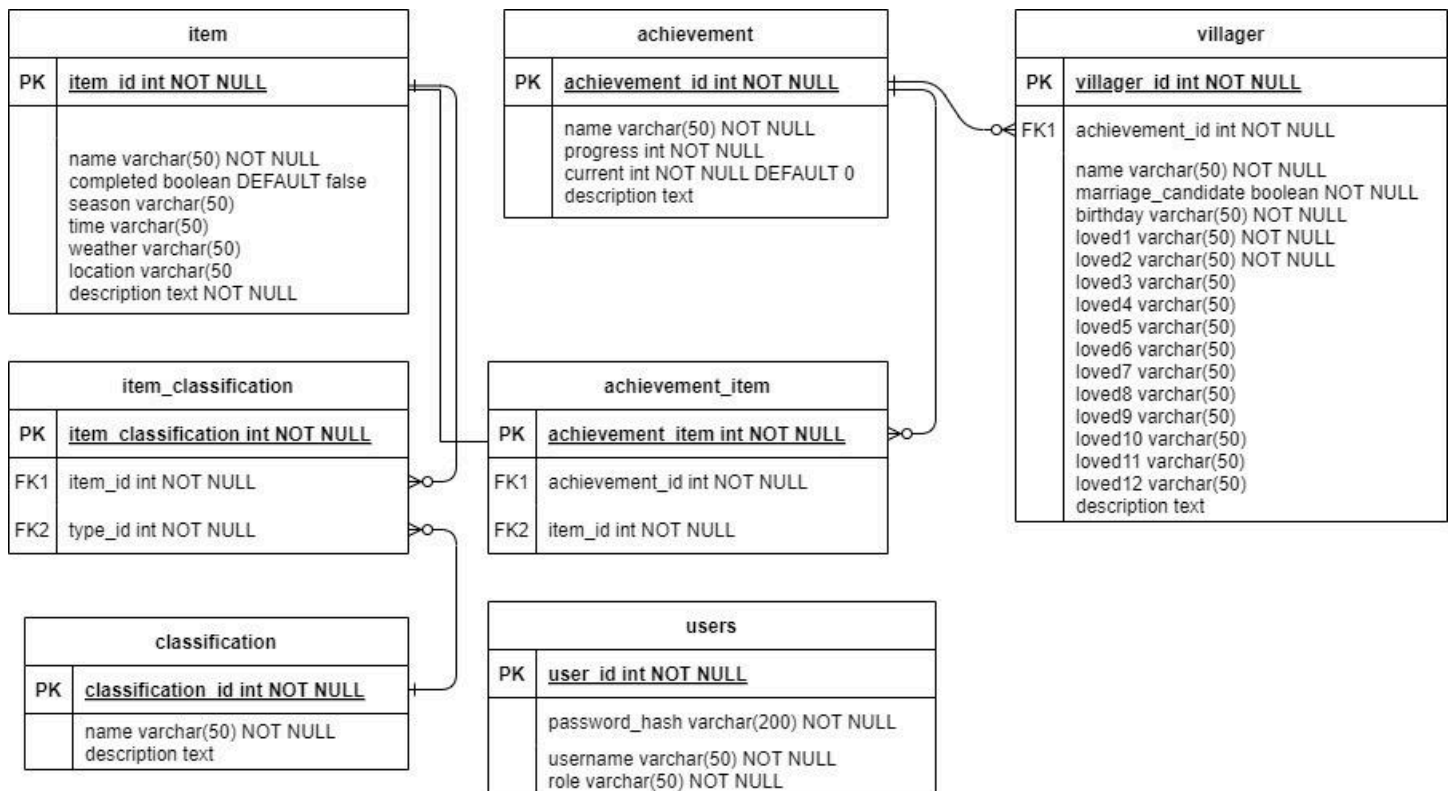 item
PK item_id int NOT NULL
name varchar(50) NOT NULL
completed boolean DEFAULT false
season varchar(50)
time varchar(50)
weather varchar(50)
location varchar(50
description text NOT NULL
achievement
PK achievement_id int NOT NULL
name varchar(50) NOT NULL
progress int NOT NULL
current int NOT NULL DEFAULT 0
description text
villager
PK villager_id int NOT NULL
FK1 achievement_id int NOT NULL
name varchar(50) NOT NULL
marriage_candidate boolean NOT NULL
birthday varchar(50) NOT NULL
loved1 varchar(50) NOT NULL
loved2 varchar(50) NOT NULL
loved3 varchar(50)
loved4 varchar(50)
loved5 varchar(50)
loved6 varchar(50)
loved7 varchar(50)
loved8 varchar(50)
loved9 varchar(50)
loved10 varchar(50)
loved11 varchar(50)
loved12 varchar(50)
description text
item_classification
PK item_classification int NOT NULL
FK1 item_id int NOT NULL
FK2 type_id int NOT NULL
achievement_item
PK achievement_item int NOT NULL
FK1 achievement_id int NOT NULL
FK2 item_id int NOT NULL
classification
PK classification_id int NOT NULL
name varchar(50) NOT NULL
description text
users
PK user_id int NOT NULL
password_hash varchar(200) NOT NULL
username varchar(50) NOT NULL
role varchar(50) NOT NULL